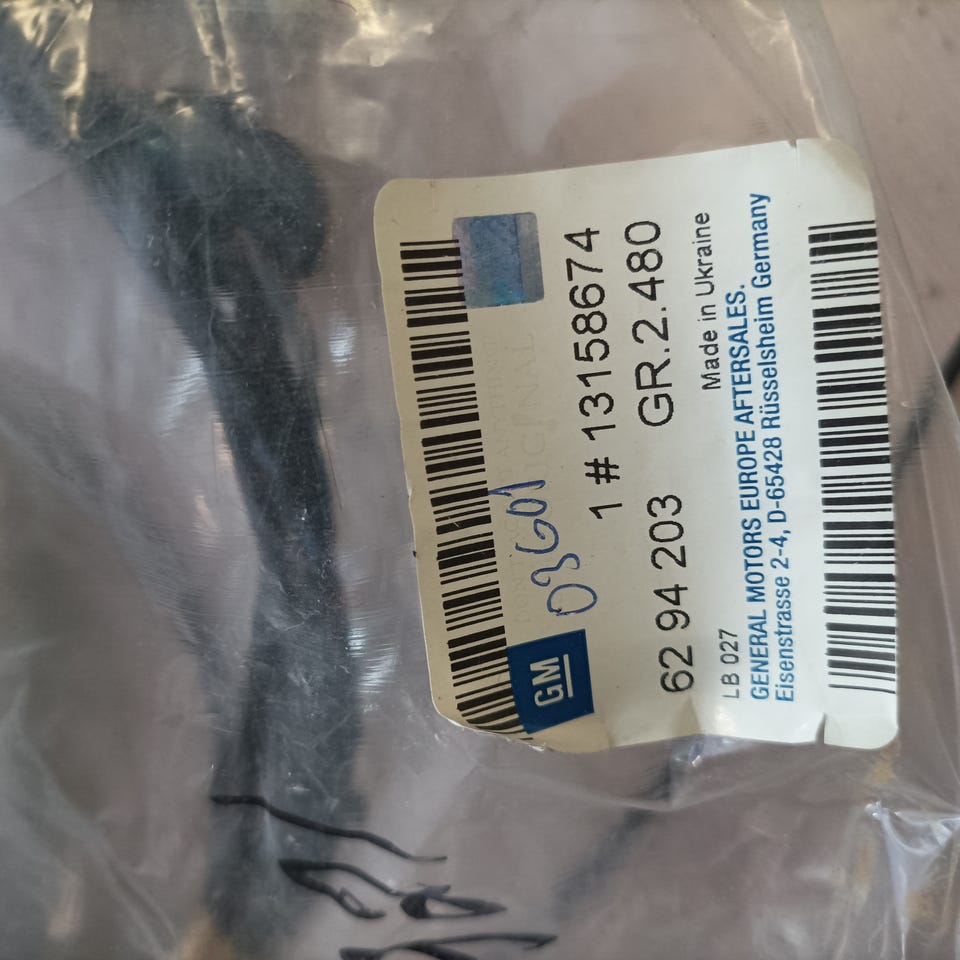 GM
1 # 13158674
62 94 203 GR.2.480
LB 027 Made in Ukraine
GENERAL MOTORS EUROPE AFTERSALES.
Eisenstrasse 2-4, D-65428 Rüsselsheim Germany